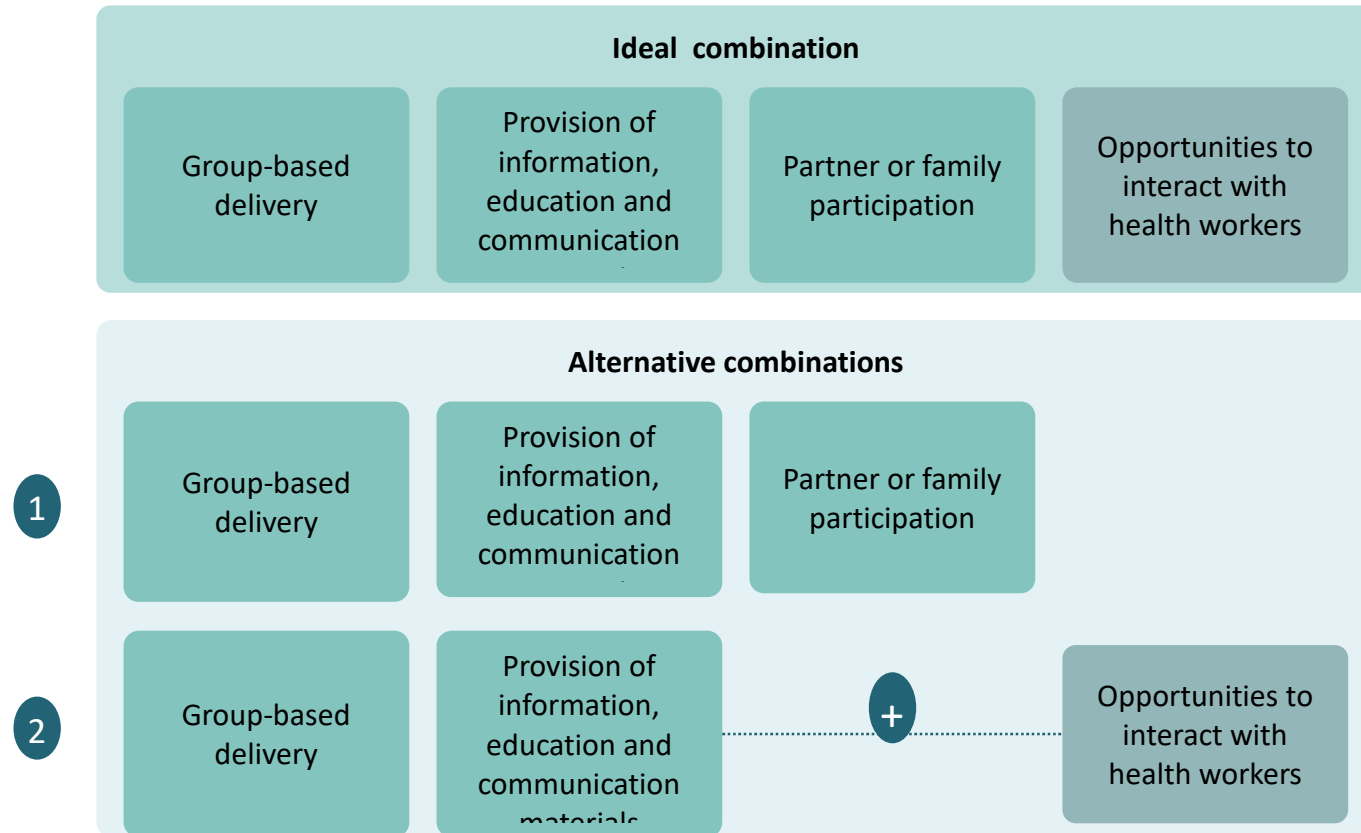 Ideal combination
Group-based
delivery
Provision of
information,
education and
communication
Partner or family
participation
Opportunities to
interact with
health workers
Alternative combinations
1
Group-based
delivery
Provision of
information,
education and
communication
Partner or family
participation
2
Group-based
delivery
Provision of
information,
education and
communication
materials
+
Opportunities to
interact with
health workers